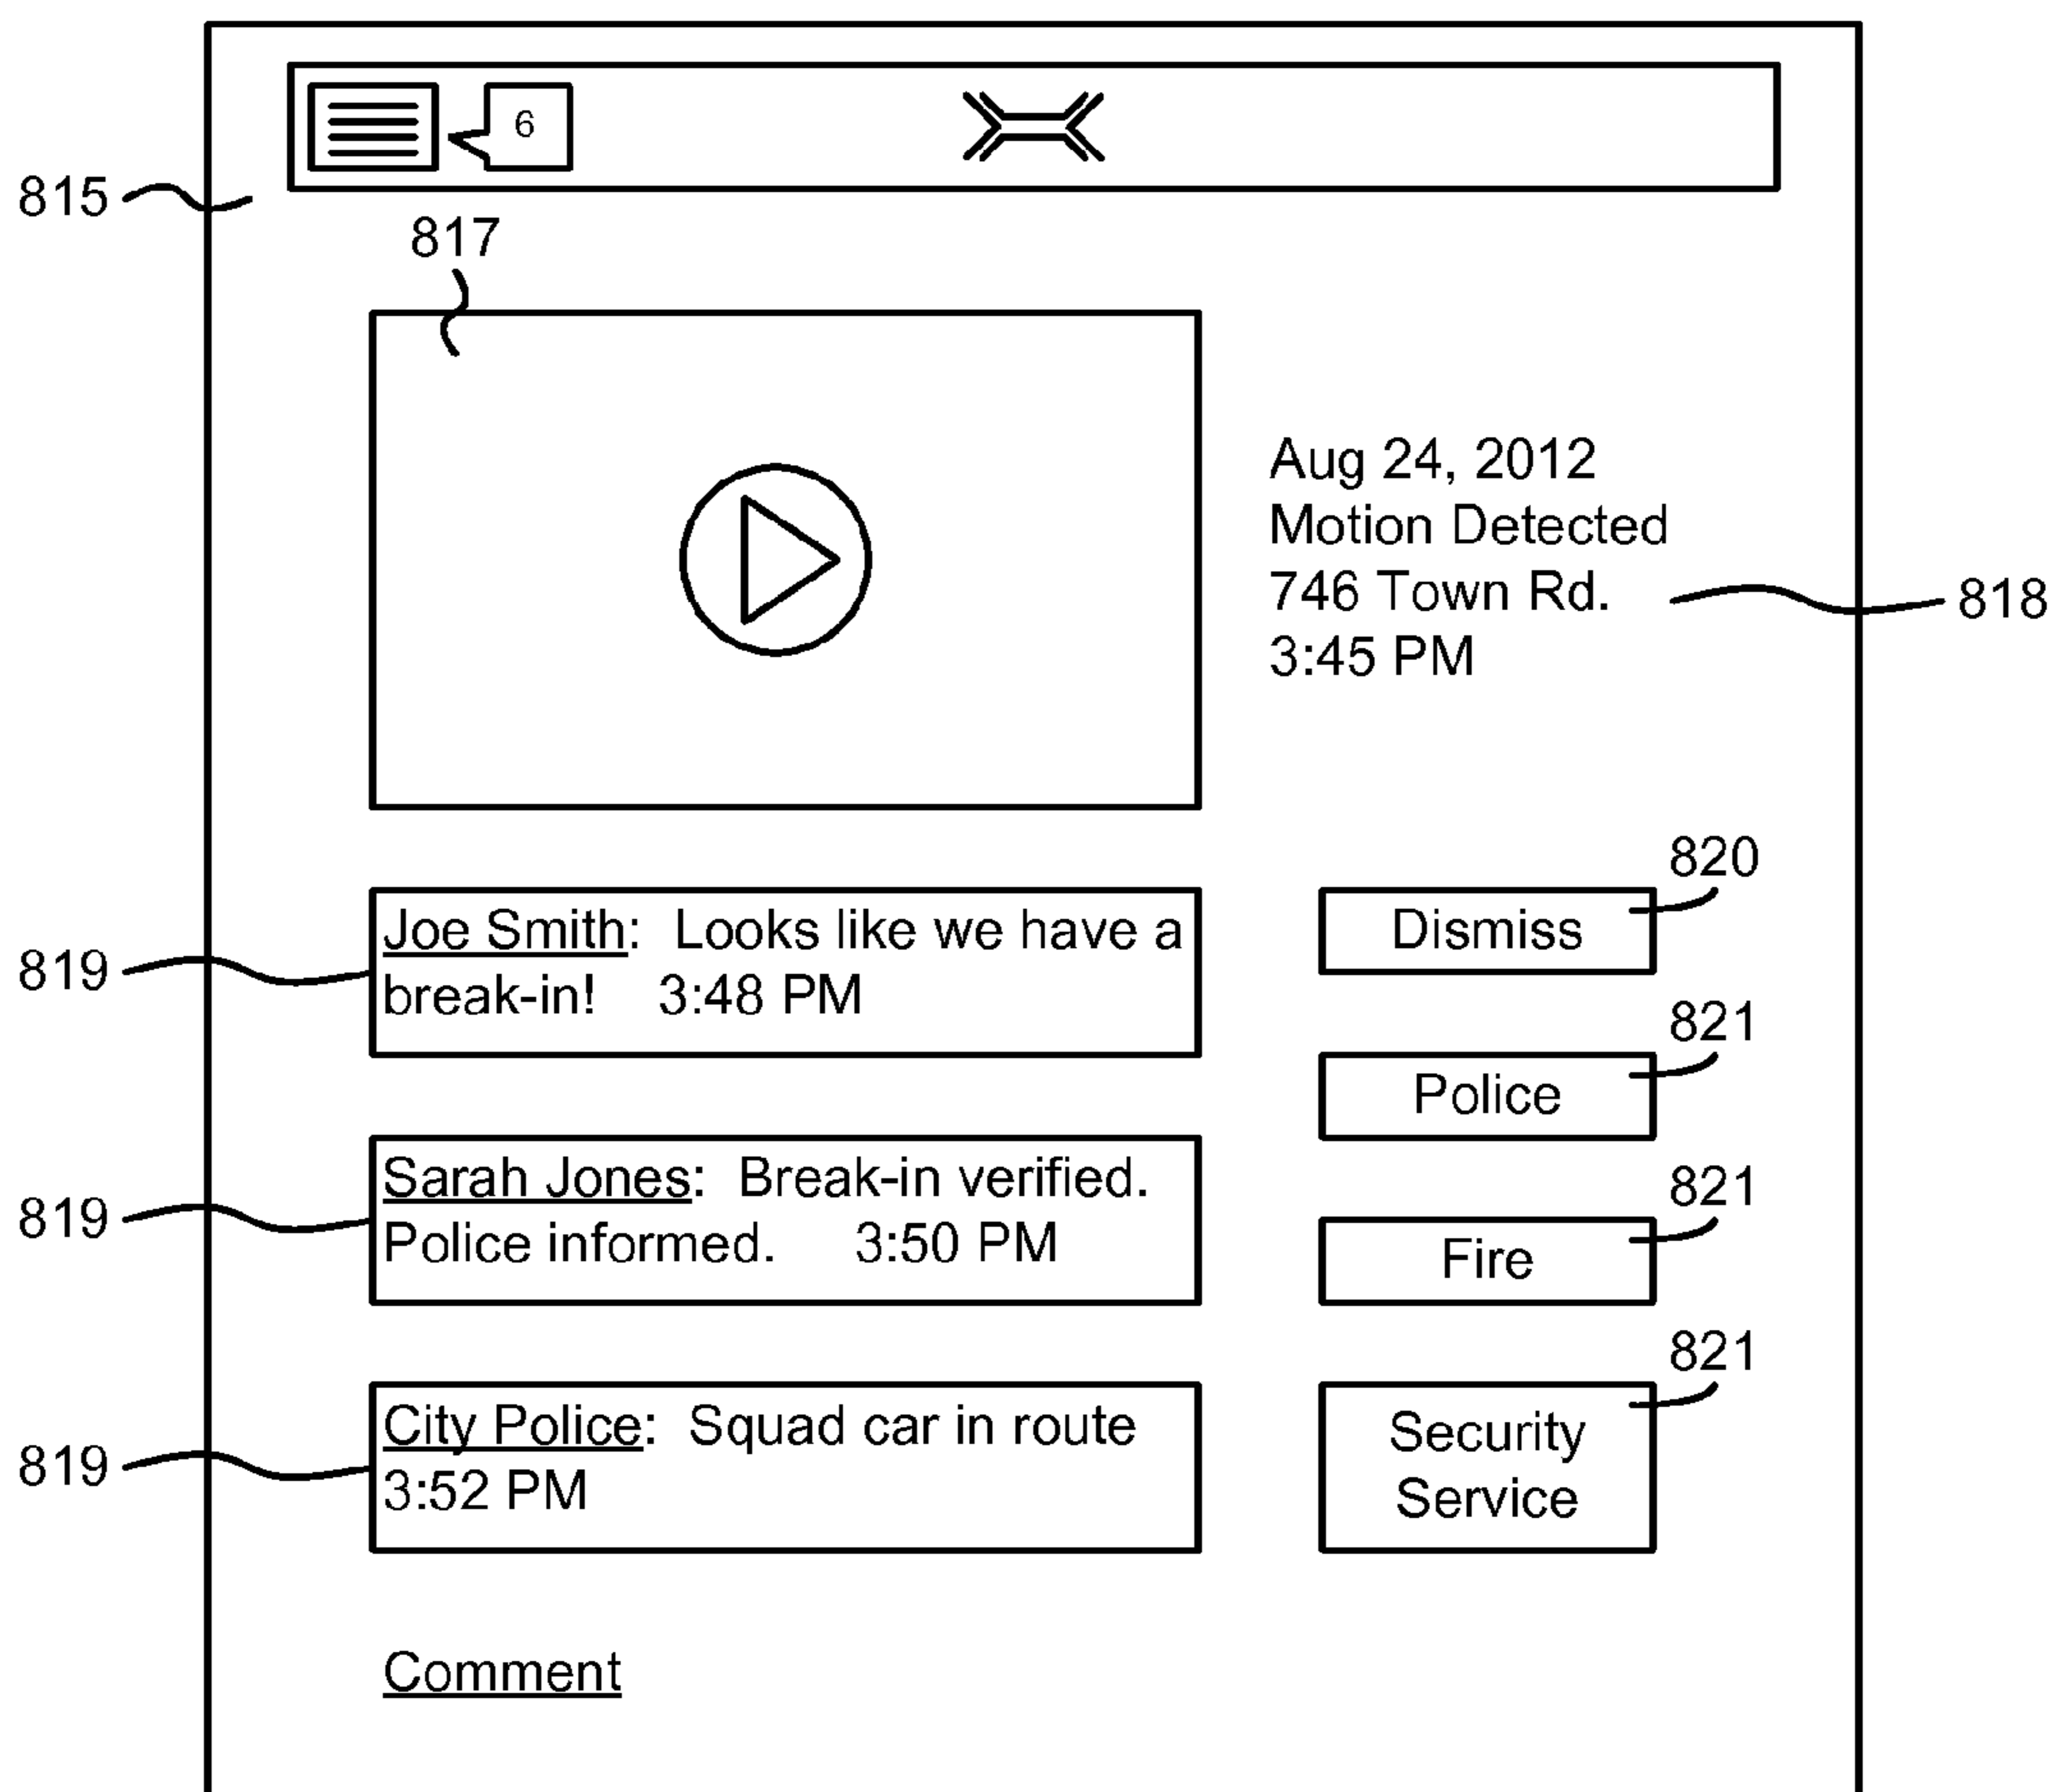 6
815
817
Aug 24, 2012
Motion Detected
746 Town Rd.
3:45 PM
818
819
Joe Smith: Looks like we have a
break-in! 3:48 PM
820
Dismiss
821
Police
819
Sarah Jones: Break-in verified.
Police informed. 3:50 PM
821
Fire
819
City Police: Squad car in route
3:52 PM
821
Security
Service
Comment